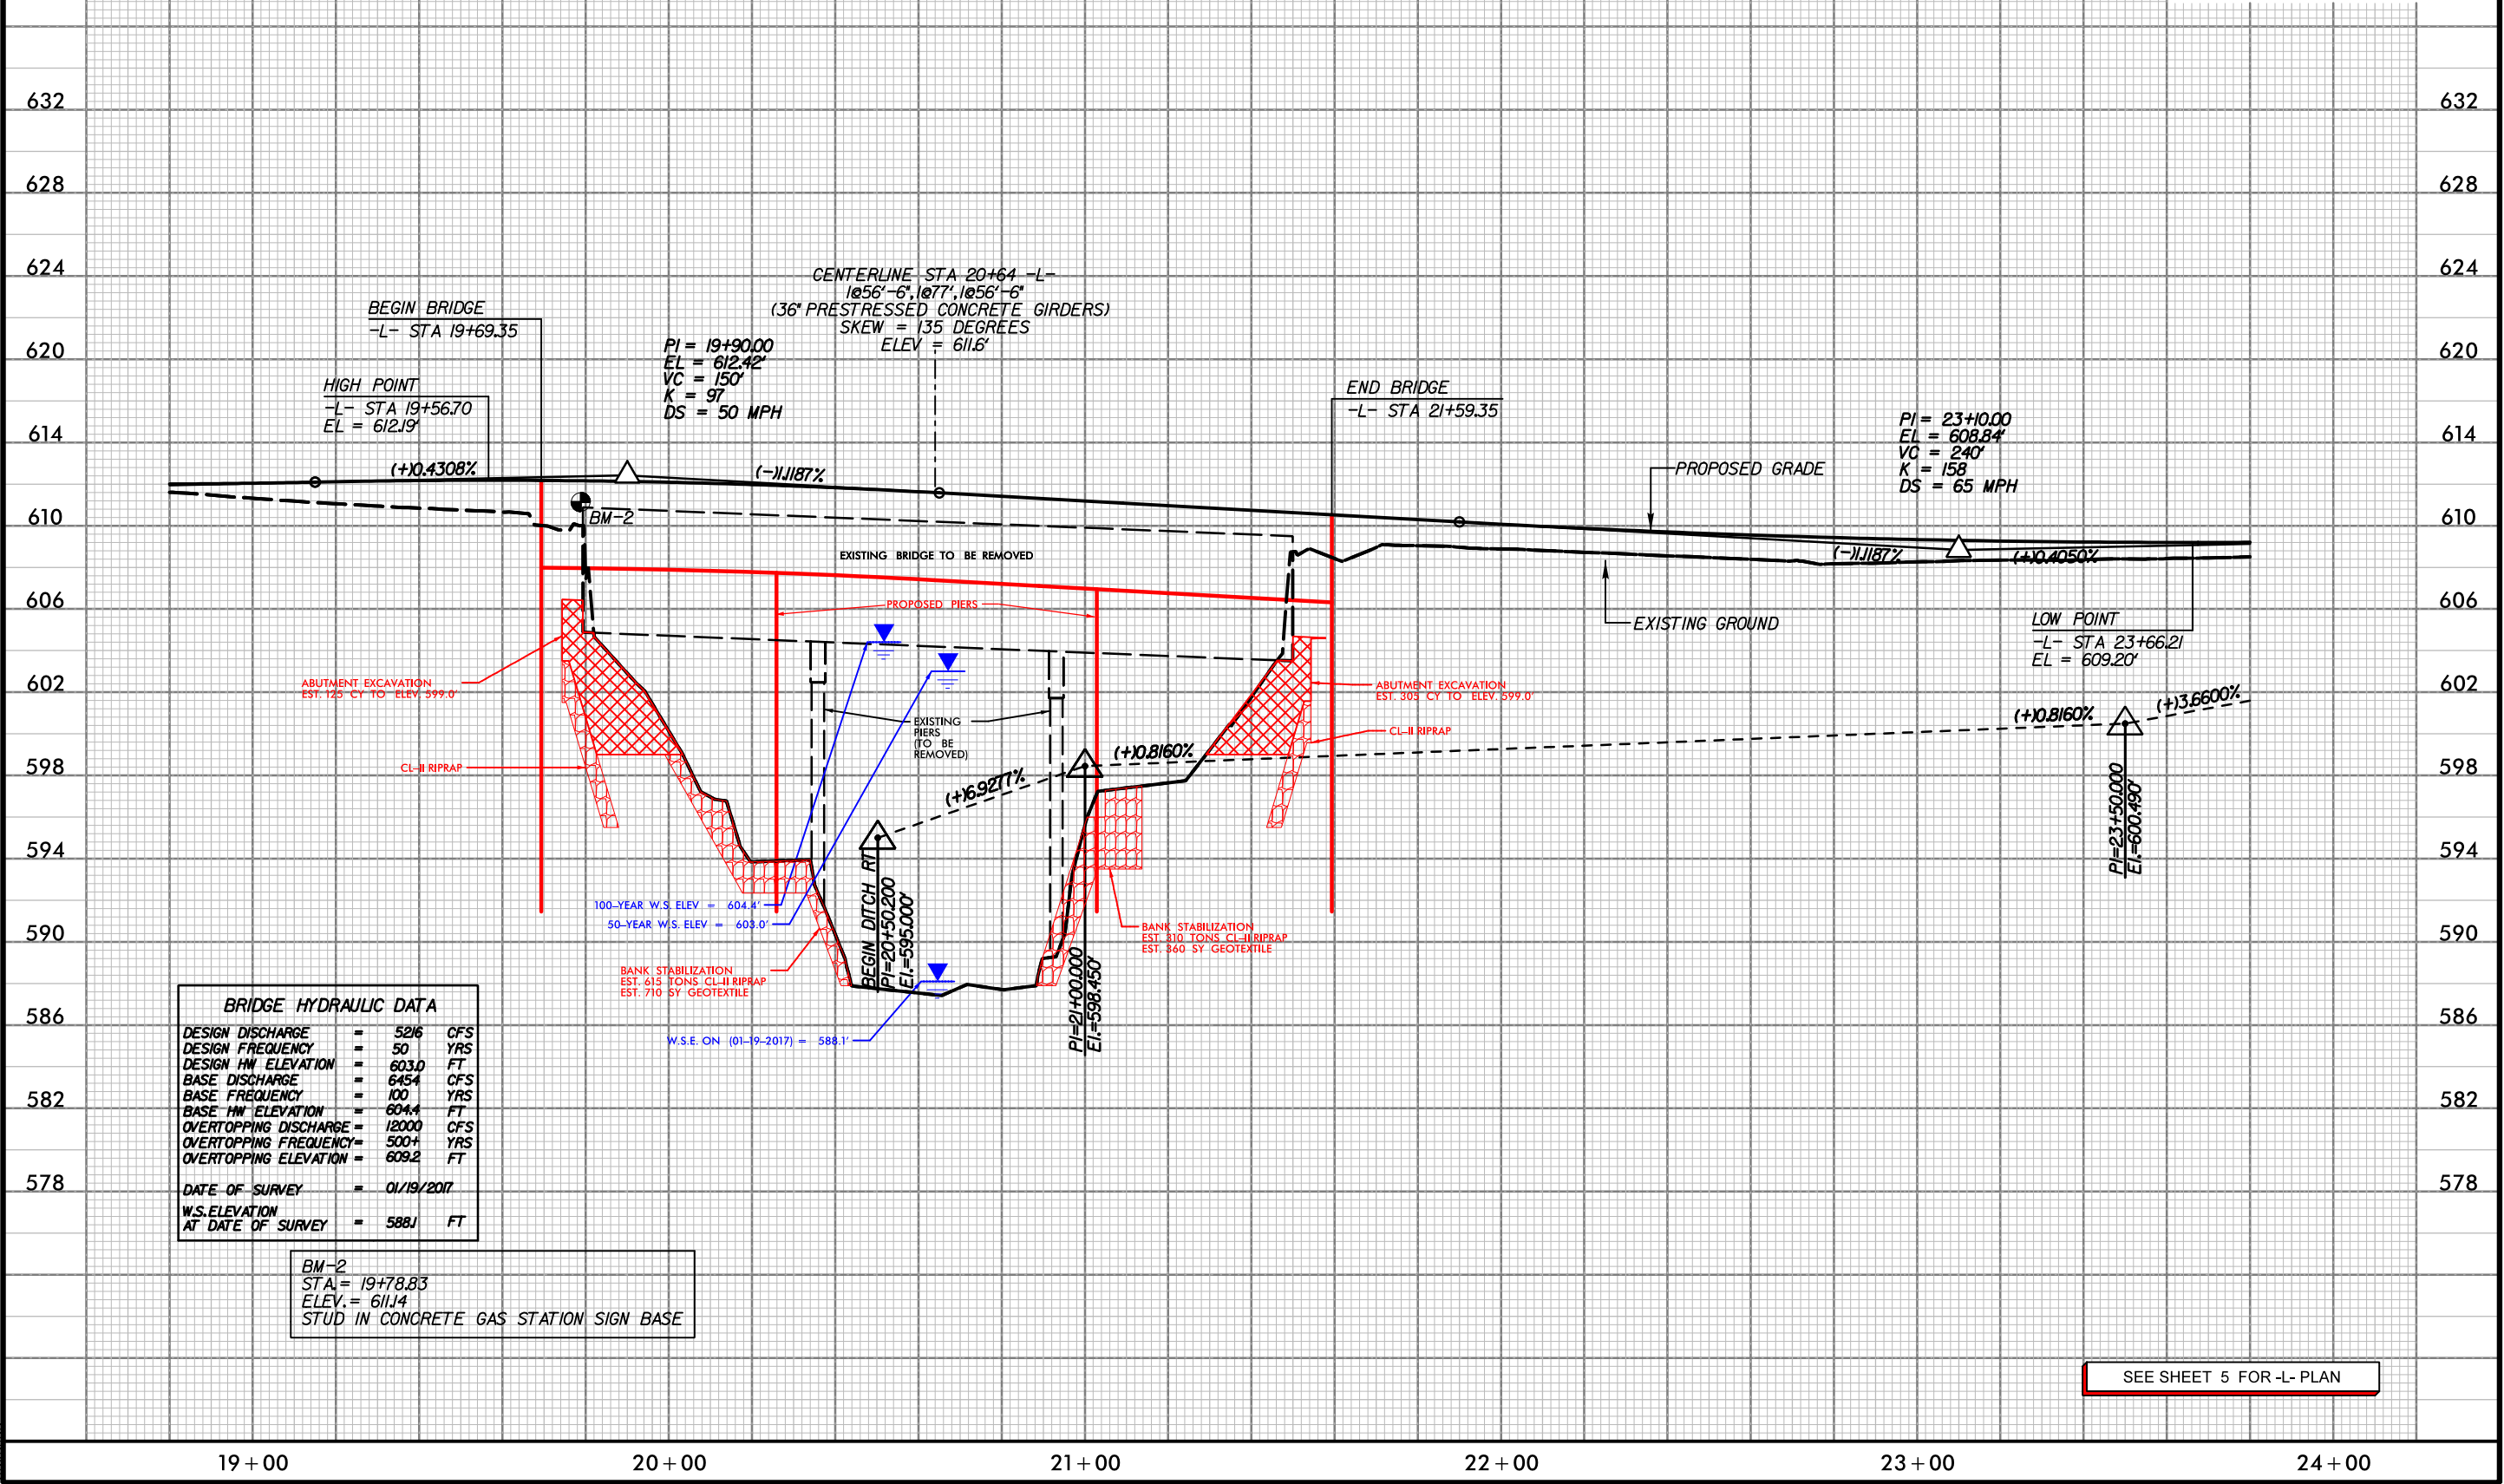 632
632
628
628
624
624
620
620
614
614
610
610
606
606
602
602
598
598
594
594
590
590
586
586
582
582
578
578
CENTERLINE STA 20+64 -L-
1@56'-6",1@77',1@56'-6"
(36" PRESTRESSED CONCRETE GIRDERS)
SKEW = 135 DEGREES
ELEV = 611.6'
BEGIN BRIDGE
-L- STA 19+69.35
PI = 19+90.00
EL = 612.42'
VC = 150'
K = 97
DS = 50 MPH
HIGH POINT
-L- STA 19+56.70
EL = 612.19'
END BRIDGE
-L- STA 21+59.35
PI = 23+10.00
EL = 608.84'
VC = 240'
K = 158
DS = 65 MPH
(+)0.4308%
(-)1.1187%
PROPOSED GRADE
BM-2
EXISTING BRIDGE TO BE REMOVED
(-)1.1187%
(+)0.4050%
PROPOSED PIERS
EXISTING GROUND
LOW POINT
-L- STA 23+66.21
EL = 609.20'
ABUTMENT EXCAVATION
EST. 125 CY TO ELEV. 599.0'
ABUTMENT EXCAVATION
EST. 305 CY TO ELEV. 599.0'
EXISTING
PIERS
(TO BE
REMOVED)
CL-II RIPRAP
CL-II RIPRAP
(+)6.9277%
(+)0.8160%
(+)0.8160%
(+)3.6600%
BEGIN DITCH RT
PI=20+50.200
El.=595.000'
PI=21+00.000
El.=598.450'
PI=23+50.000
El.=600.490'
100-YEAR W.S. ELEV = 604.4'
50-YEAR W.S. ELEV = 603.0'
BANK STABILIZATION
EST. 310 TONS CL-II RIPRAP
EST. 360 SY GEOTEXTILE
BANK STABILIZATION
EST. 615 TONS CL-II RIPRAP
EST. 710 SY GEOTEXTILE
W.S.E. ON (01-19-2017) = 588.1'
BRIDGE HYDRAULIC DATA
DESIGN DISCHARGE = 5216 CFS
DESIGN FREQUENCY = 50 YRS
DESIGN HW ELEVATION = 603.0 FT
BASE DISCHARGE = 6454 CFS
BASE FREQUENCY = 100 YRS
BASE HW ELEVATION = 604.4 FT
OVERTOPPING DISCHARGE = 12000 CFS
OVERTOPPING FREQUENCY= 500+ YRS
OVERTOPPING ELEVATION = 609.2 FT
DATE OF SURVEY = 01/19/2017
W.S.ELEVATION
AT DATE OF SURVEY = 588.1 FT
BM-2
STA.= 19+78.83
ELEV.= 611.14
STUD IN CONCRETE GAS STATION SIGN BASE
SEE SHEET 5 FOR -L- PLAN
19+00
20+00
21+00
22+00
23+00
24+00